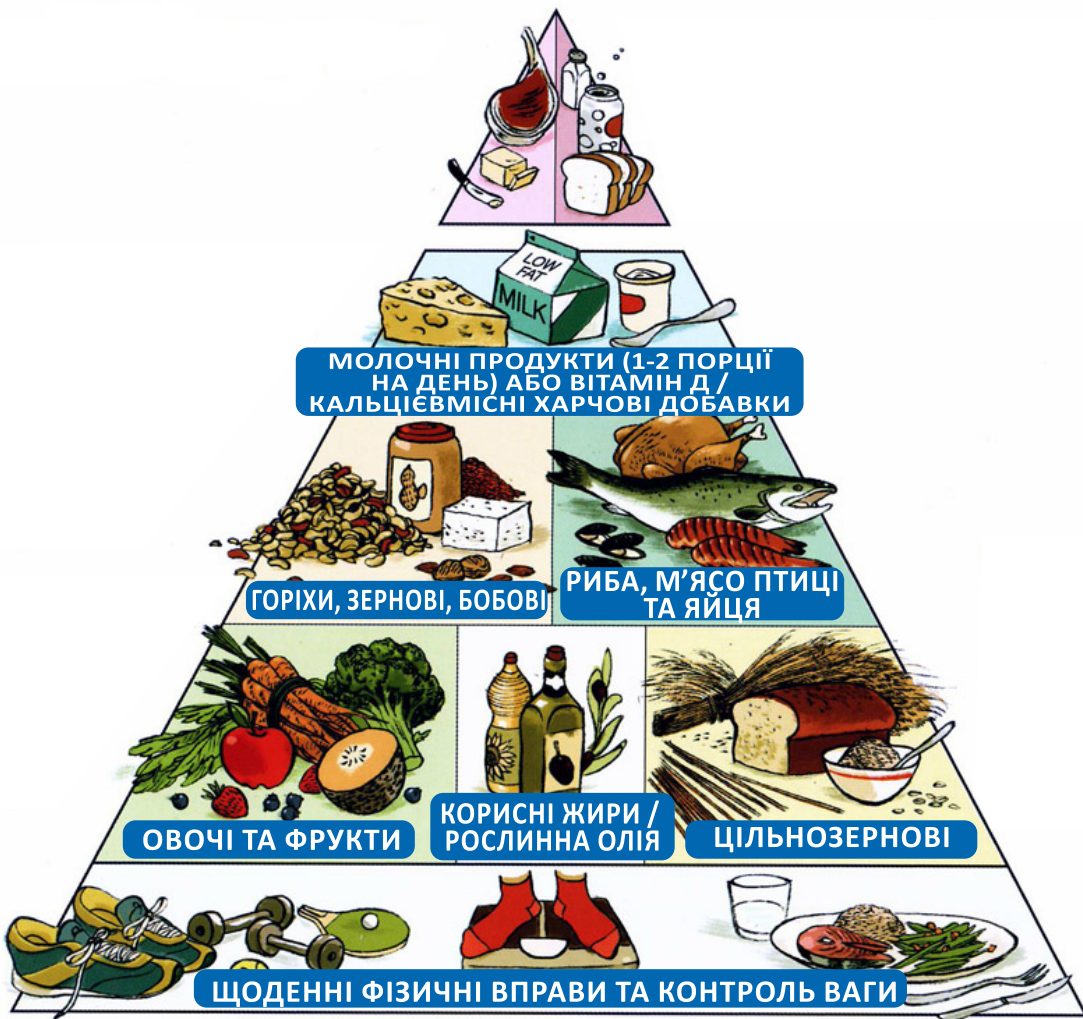 LOW
FAT
MILK
МОЛОЧНІ ПРОДУКТИ (1-2 ПОРЦІЇ
НА ДЕНЬ) АБО ВІТАМІН Д /
КАЛЬЦІЄВМІСНІ ХАРЧОВІ ДОБАВКИ
ГОРІХИ, ЗЕРНОВІ, БОБОВІ
РИБА, М’ЯСО ПТИЦІ
ТА ЯЙЦЯ
ОВОЧІ ТА ФРУКТИ
КОРИСНІ ЖИРИ /
РОСЛИННА ОЛІЯ
ЦІЛЬНОЗЕРНОВІ
ЩОДЕННІ ФІЗИЧНІ ВПРАВИ ТА КОНТРОЛЬ ВАГИ